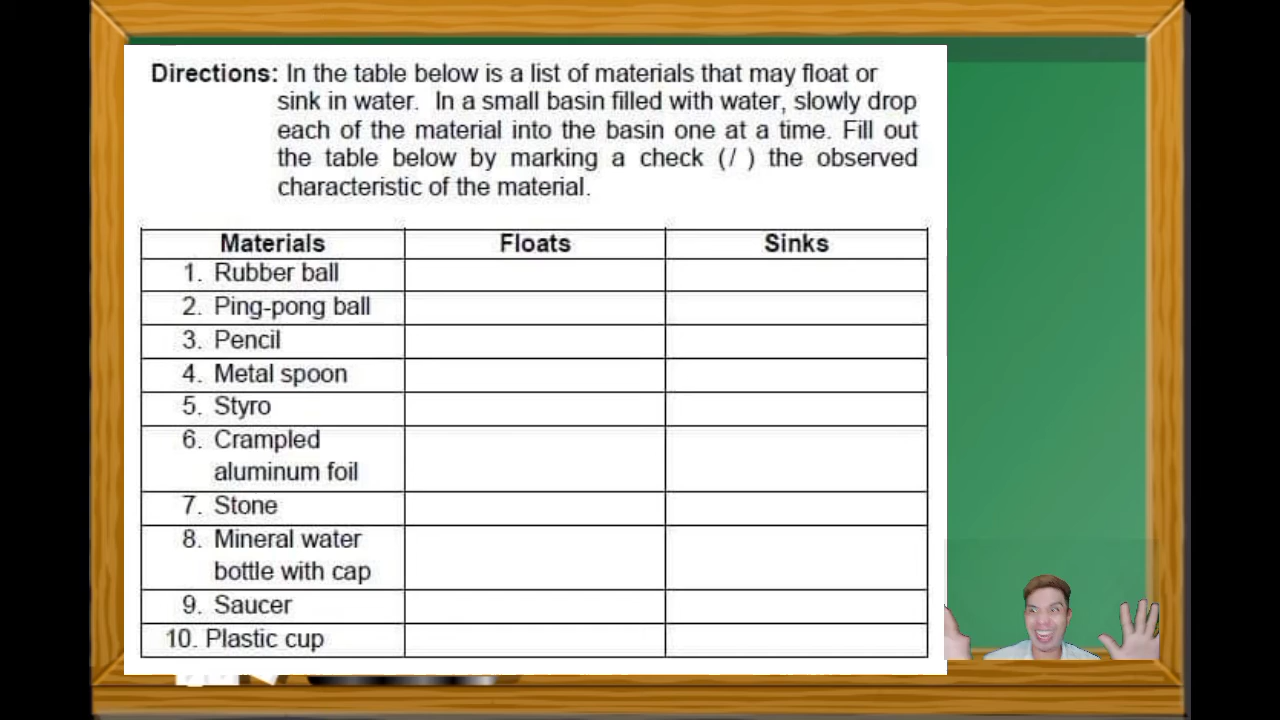 Directions: In the table below is a list of materials that may float or
sink in water. In a small basin filled with water, slowly drop
each of the material into the basin one at a time. Fill out
the table below by marking a check (/ ) the observed
characteristic of the material.
Materials Floats Sinks
1. Rubber ball
2. Ping-pong ball
3. Pencil
4. Metal spoon
5. Styro
6. Crampled
aluminum foil
7. Stone
8. Mineral water
bottle with cap
9. Saucer
10. Plastic cup